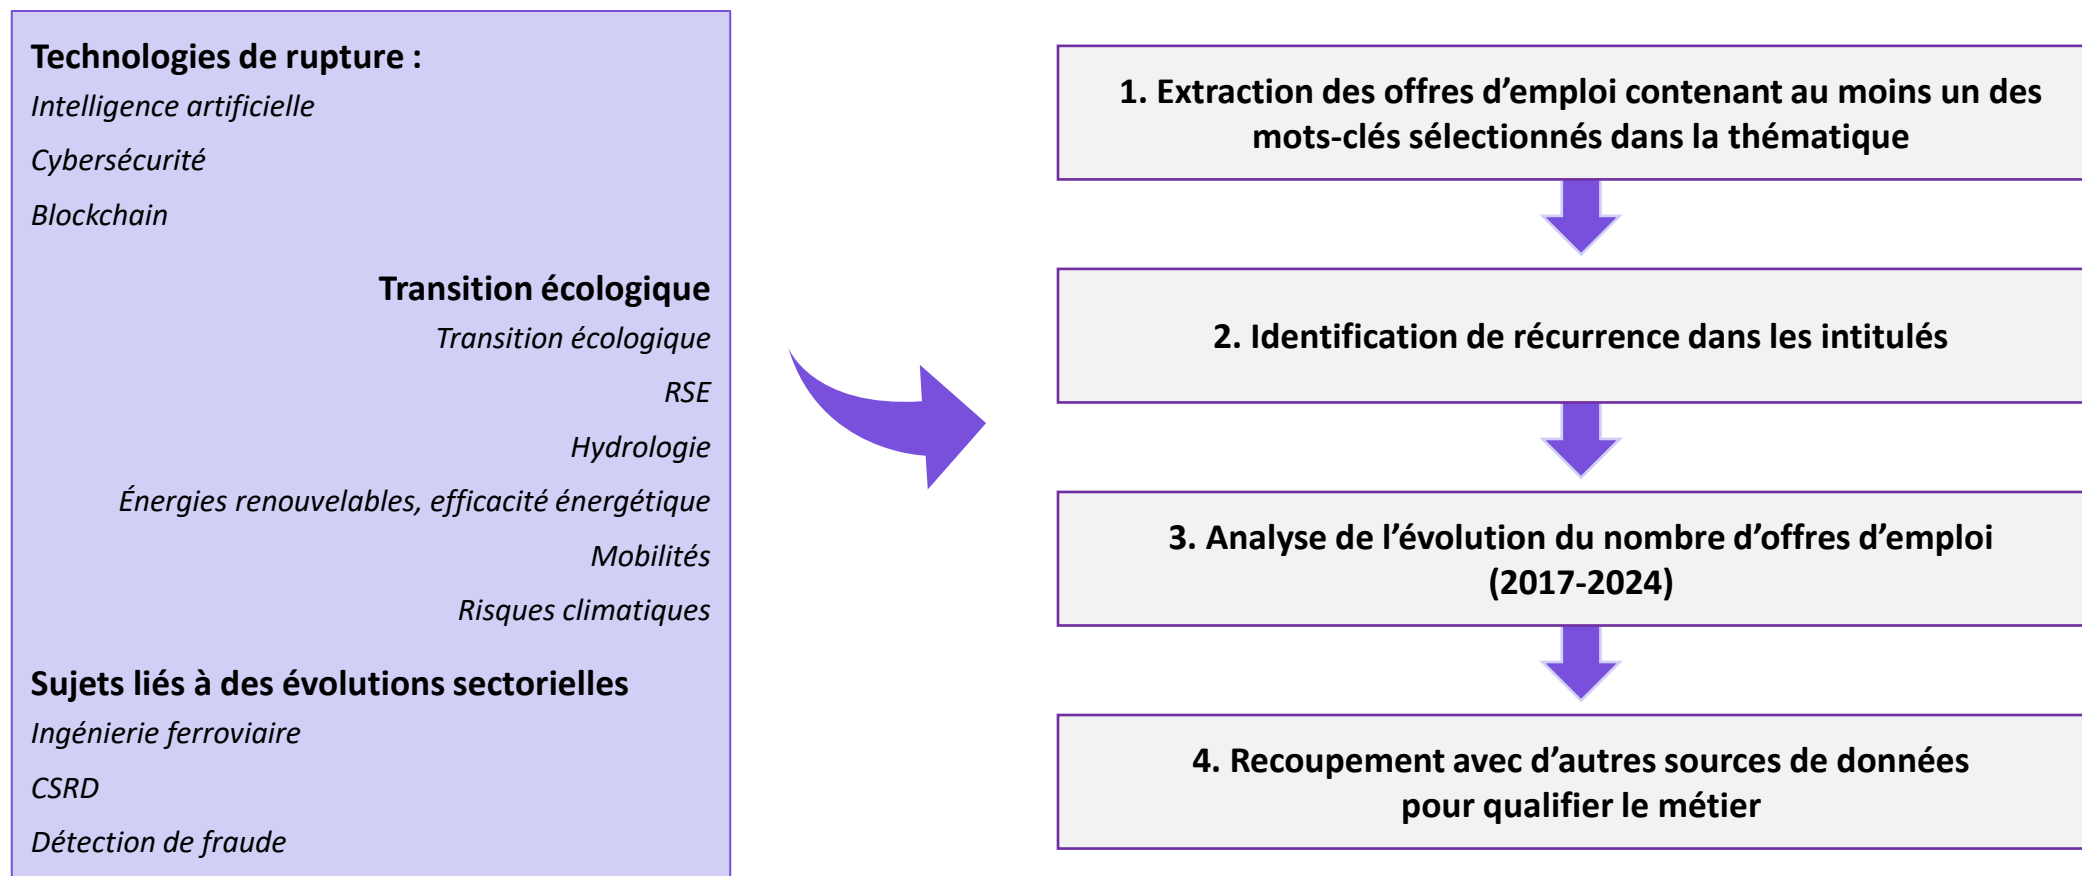 Technologies de rupture :
Intelligence artificielle
Cybersécurité
Blockchain
Transition écologique
Transition écologique
RSE
Hydrologie
Énergies renouvelables, efficacité énergétique
Mobilités
Risques climatiques
Sujets liés à des évolutions sectorielles
Ingénierie ferroviaire
CSRD
Détection de fraude
1. Extraction des offres d’emploi contenant au moins un des
mots-clés sélectionnés dans la thématique
2. Identification de récurrence dans les intitulés
3. Analyse de l’évolution du nombre d’offres d’emploi
(2017-2024)
4. Recoupement avec d’autres sources de données
pour qualifier le métier